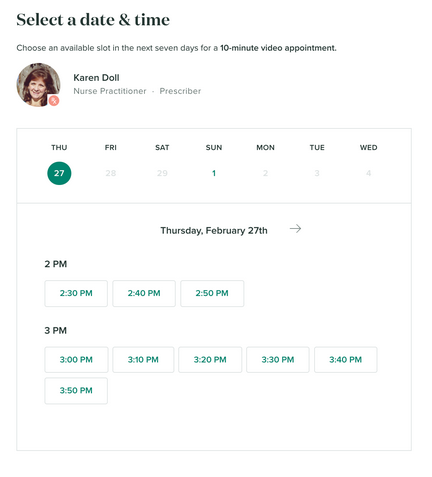 Select a date & time
Choose an available slot in the next seven days for a 10-minute video appointment.
Karen Doll
Nurse Practitioner · Prescriber
THU FRI SAT SUN MON TUE WED
27 28 29 1 2 3 4
Thursday, February 27th →
2 PM
2:30 PM 2:40 PM 2:50 PM
3 PM
3:00 PM 3:10 PM 3:20 PM 3:30 PM 3:40 PM
3:50 PM